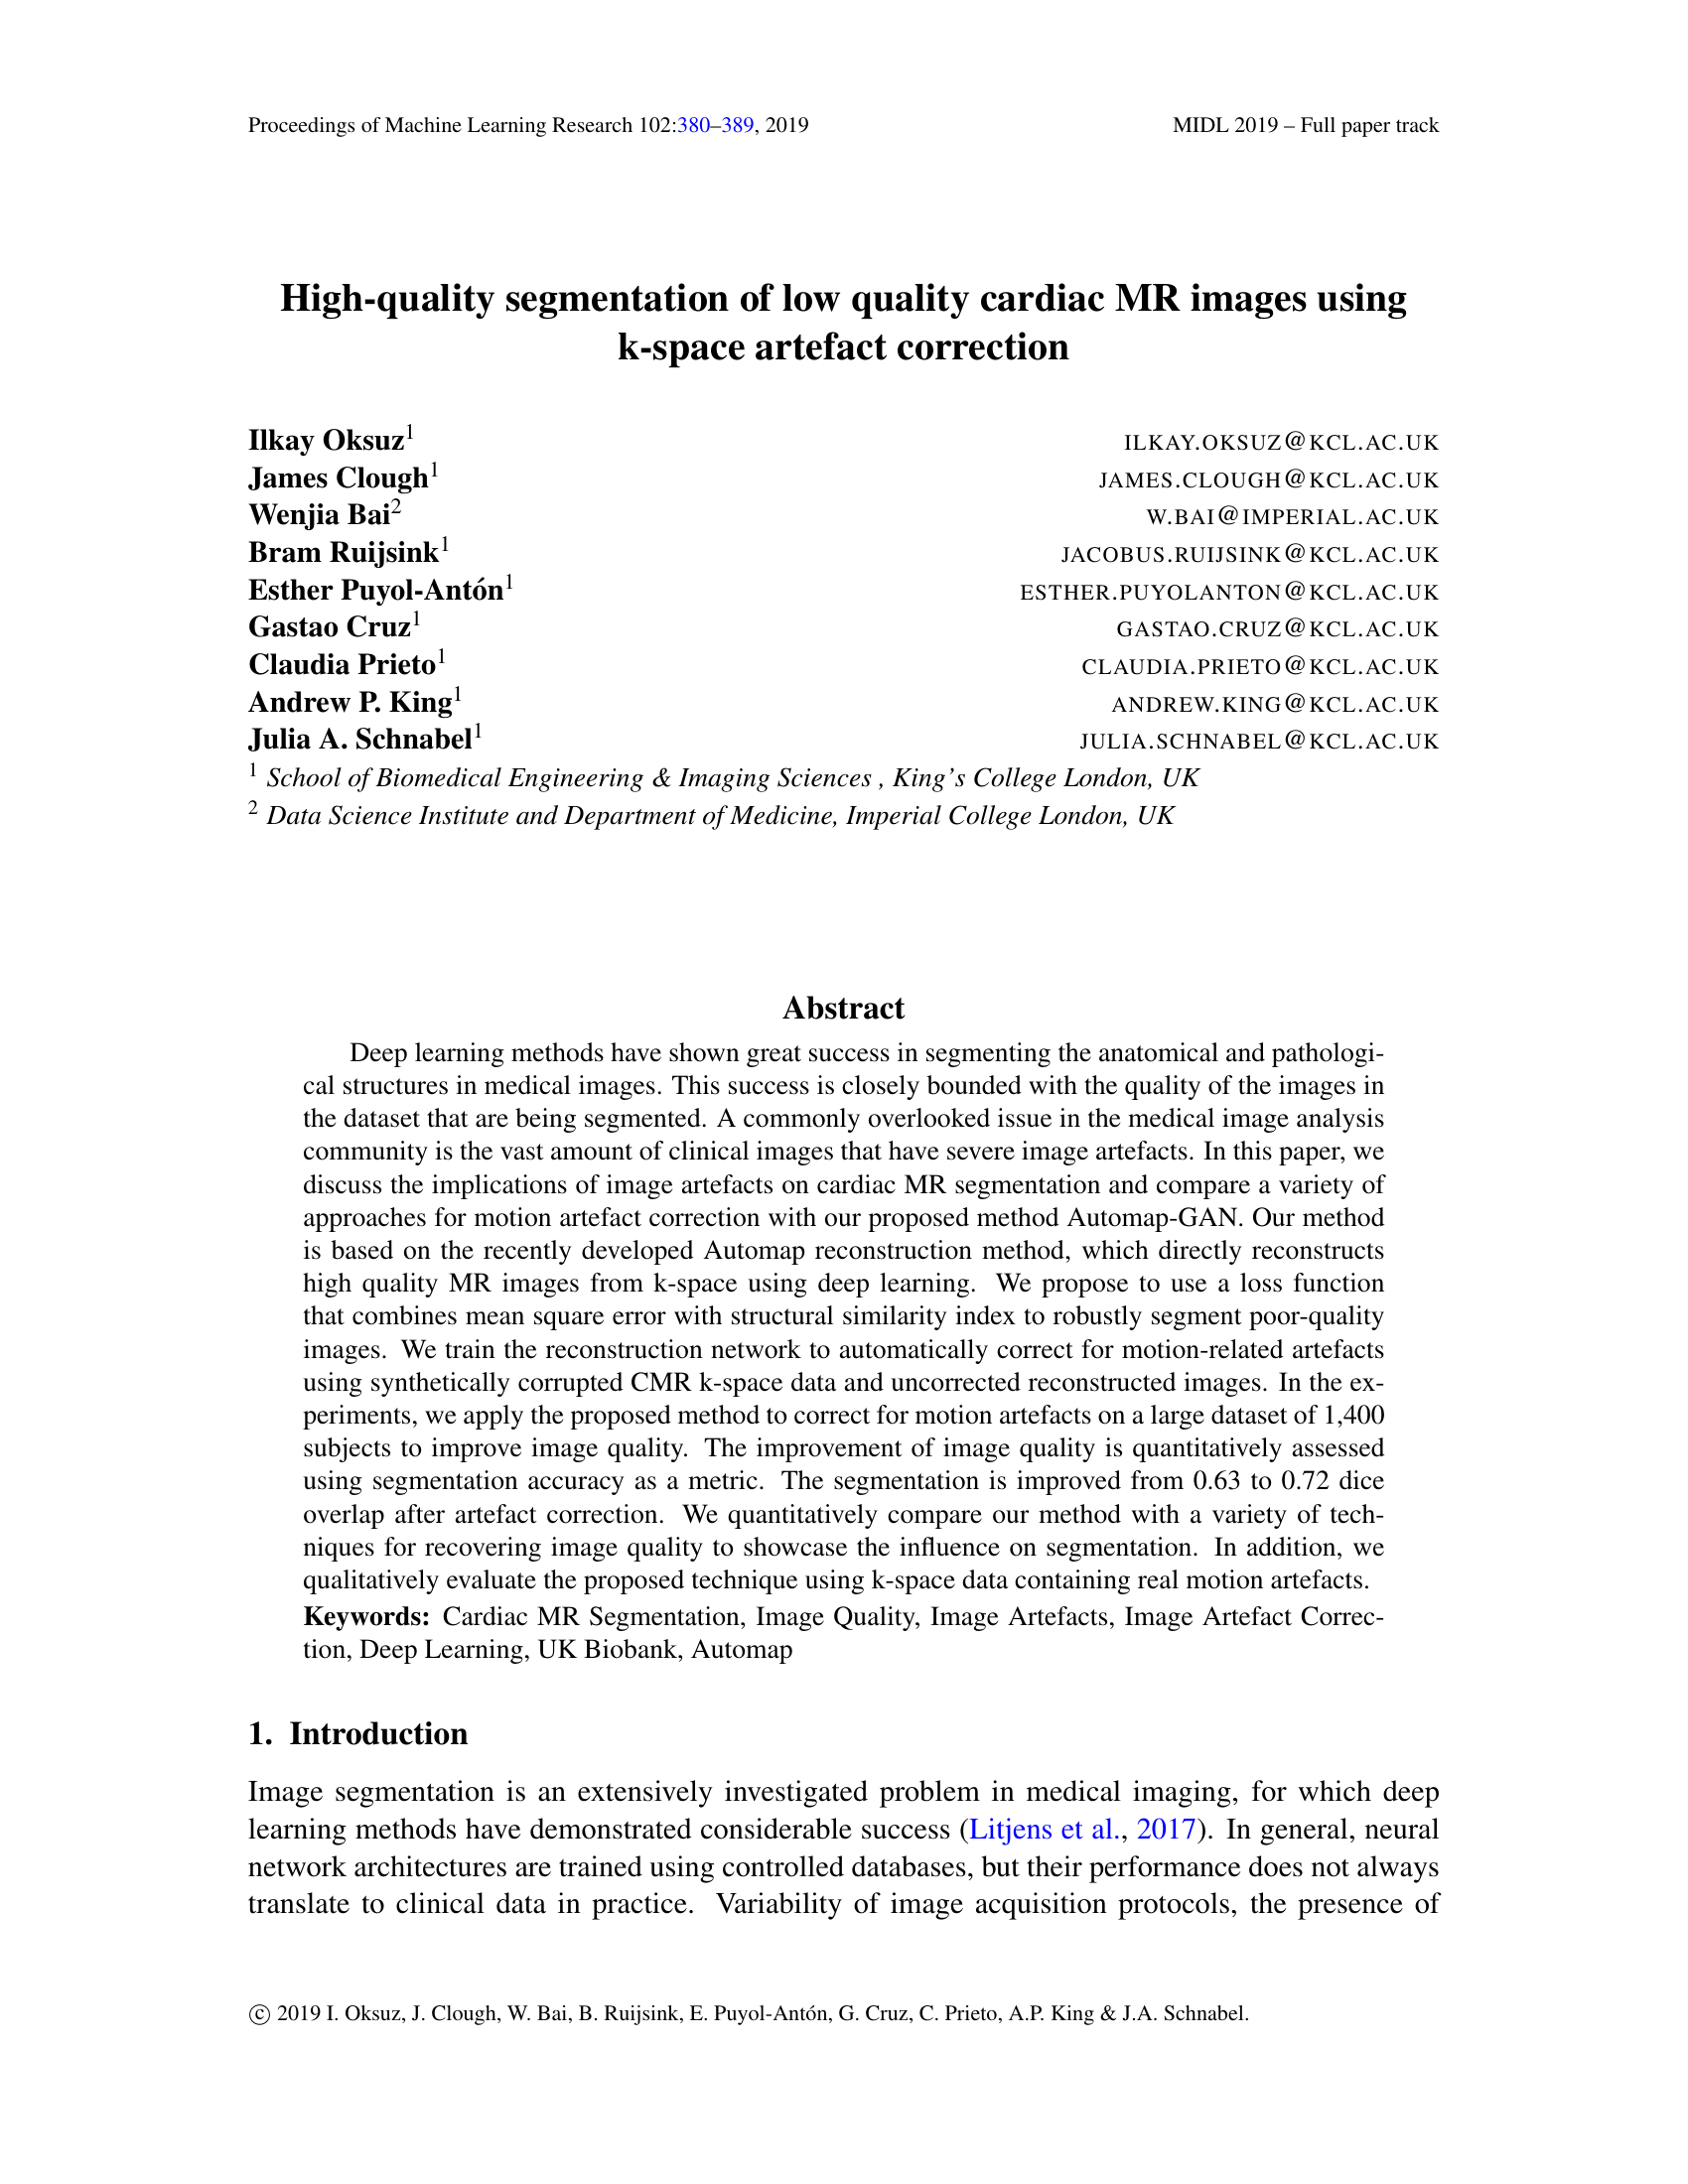 Proceedings of Machine Learning Research 102:380–389, 2019 MIDL 2019 – Full paper track
High-quality segmentation of low quality cardiac MR images using
k-space artefact correction
Ilkay Oksuz1 ILKAY.OKSUZ@KCL.AC.UK
James Clough1 JAMES.CLOUGH@KCL.AC.UK
Wenjia Bai2 W.BAI@IMPERIAL.AC.UK
Bram Ruijsink1 JACOBUS.RUIJSINK@KCL.AC.UK
Esther Puyol-Antón1 ESTHER.PUYOLANTON@KCL.AC.UK
Gastao Cruz1 GASTAO.CRUZ@KCL.AC.UK
Claudia Prieto1 CLAUDIA.PRIETO@KCL.AC.UK
Andrew P. King1 ANDREW.KING@KCL.AC.UK
Julia A. Schnabel1 JULIA.SCHNABEL@KCL.AC.UK
1 School of Biomedical Engineering & Imaging Sciences , King's College London, UK
2 Data Science Institute and Department of Medicine, Imperial College London, UK
Abstract
Deep learning methods have shown great success in segmenting the anatomical and pathologi-
cal structures in medical images. This success is closely bounded with the quality of the images in
the dataset that are being segmented. A commonly overlooked issue in the medical image analysis
community is the vast amount of clinical images that have severe image artefacts. In this paper, we
discuss the implications of image artefacts on cardiac MR segmentation and compare a variety of
approaches for motion artefact correction with our proposed method Automap-GAN. Our method
is based on the recently developed Automap reconstruction method, which directly reconstructs
high quality MR images from k-space using deep learning. We propose to use a loss function
that combines mean square error with structural similarity index to robustly segment poor-quality
images. We train the reconstruction network to automatically correct for motion-related artefacts
using synthetically corrupted CMR k-space data and uncorrected reconstructed images. In the ex-
periments, we apply the proposed method to correct for motion artefacts on a large dataset of 1,400
subjects to improve image quality. The improvement of image quality is quantitatively assessed
using segmentation accuracy as a metric. The segmentation is improved from 0.63 to 0.72 dice
overlap after artefact correction. We quantitatively compare our method with a variety of tech-
niques for recovering image quality to showcase the influence on segmentation. In addition, we
qualitatively evaluate the proposed technique using k-space data containing real motion artefacts.
Keywords: Cardiac MR Segmentation, Image Quality, Image Artefacts, Image Artefact Correc-
tion, Deep Learning, UK Biobank, Automap
1. Introduction
Image segmentation is an extensively investigated problem in medical imaging, for which deep
learning methods have demonstrated considerable success (Litjens et al., 2017). In general, neural
network architectures are trained using controlled databases, but their performance does not always
translate to clinical data in practice. Variability of image acquisition protocols, the presence of
© 2019 I. Oksuz, J. Clough, W. Bai, B. Ruijsink, E. Puyol-Antón, G. Cruz, C. Prieto, A.P. King & J.A. Schnabel.